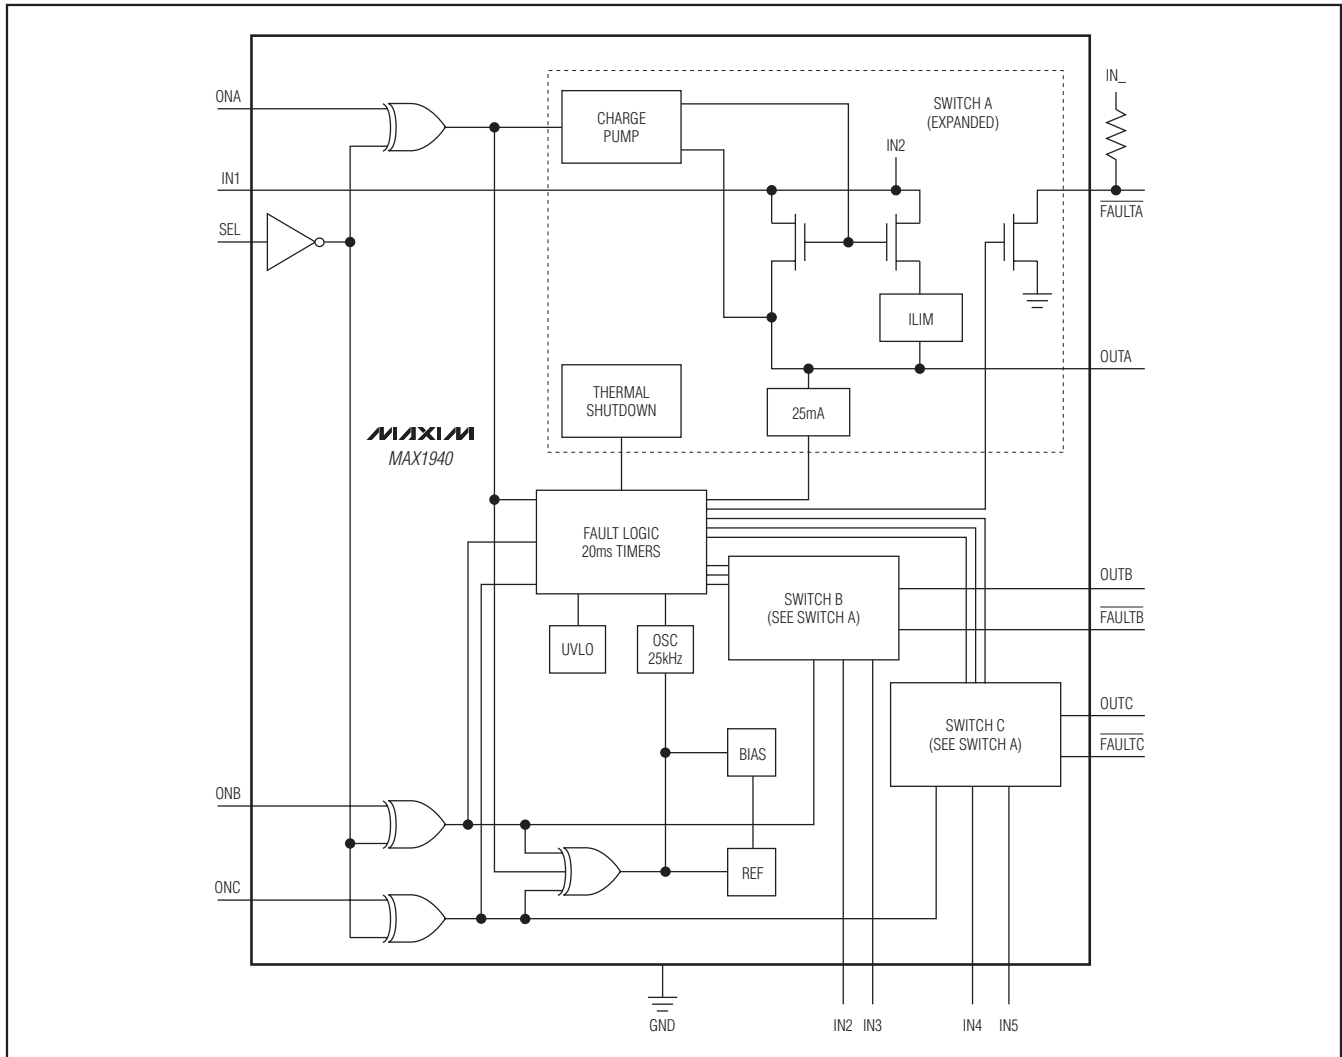 ONA
IN1
SEL
CHARGE
PUMP
SWITCH A
(EXPANDED)
IN2
IN_
FAULTA
ILIM
OUTA
THERMAL
SHUTDOWN
25mA
MAXIM
MAX1940
FAULT LOGIC
20ms TIMERS
UVLO
OSC
25kHz
SWITCH B
(SEE SWITCH A)
OUTB
FAULTB
SWITCH C
(SEE SWITCH A)
OUTC
FAULTC
BIAS
REF
ONB
ONC
GND
IN2
IN3
IN4
IN5